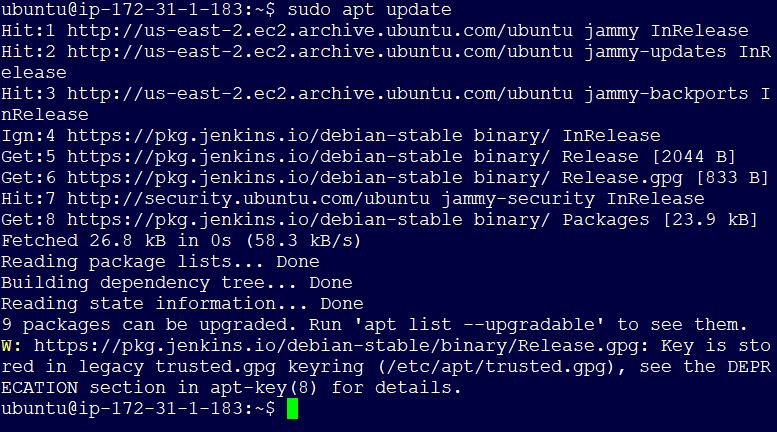 ubuntu@ip-172-31-1-183:~$ sudo apt update
Hit:1 http://us-east-2.ec2.archive.ubuntu.com/ubuntu jammy InRelease
Hit:2 http://us-east-2.ec2.archive.ubuntu.com/ubuntu jammy-updates InR
elease
Hit:3 http://us-east-2.ec2.archive.ubuntu.com/ubuntu jammy-backports I
nRelease
Ign:4 https://pkg.jenkins.io/debian-stable binary/ InRelease
Get:5 https://pkg.jenkins.io/debian-stable binary/ Release [2044 B]
Get:6 https://pkg.jenkins.io/debian-stable binary/ Release.gpg [833 B]
Hit:7 http://security.ubuntu.com/ubuntu jammy-security InRelease
Get:8 https://pkg.jenkins.io/debian-stable binary/ Packages [23.9 kB]
Fetched 26.8 kB in 0s (58.3 kB/s)
Reading package lists... Done
Building dependency tree... Done
Reading state information... Done
9 packages can be upgraded. Run 'apt list --upgradable' to see them.
W: https://pkg.jenkins.io/debian-stable/binary/Release.gpg: Key is sto
red in legacy trusted.gpg keyring (/etc/apt/trusted.gpg), see the DEPR
ECATION section in apt-key(8) for details.
ubuntu@ip-172-31-1-183:~$